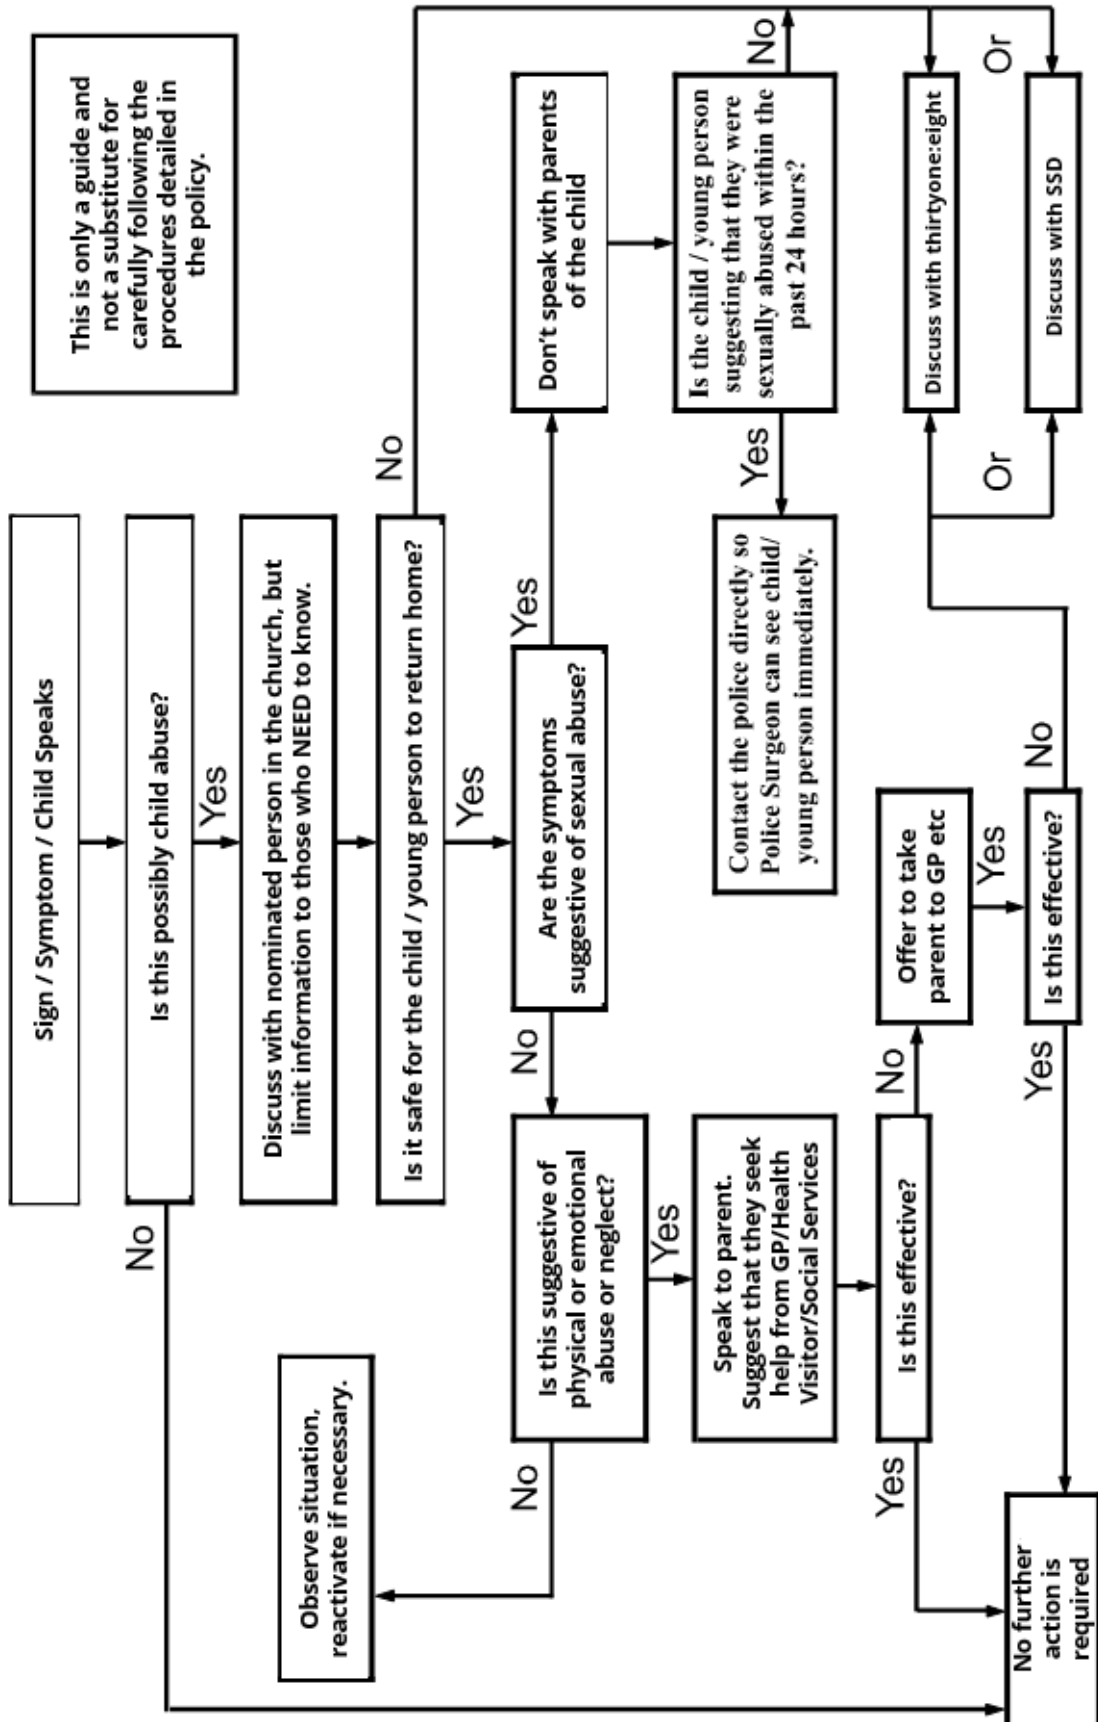 This is only a guide and
not a substitute for
carefully following the
procedures detailed in
the policy.
Sign / Symptom / Child Speaks
Is this possibly child abuse?
No
Yes
Discuss with nominated person in the church, but
limit information to those who NEED to know.
Is it safe for the child / young person to return home?
No
Yes
Observe situation,
reactivate if necessary.
Are the symptoms
suggestive of sexual abuse?
No
Yes
Is this suggestive of
physical or emotional
abuse or neglect?
No
Yes
Don't speak with parents
of the child
Speak to parent.
Suggest that they seek
help from GP/Health
Visitor/Social Services
Is the child / young person
suggesting that they were
sexually abused within the
past 24 hours?
Yes
No
Contact the police directly so
Police Surgeon can see child/
young person immediately.
Is this effective?
Yes
No
Offer to take
parent to GP etc
Yes
Is this effective?
Yes
No
Discuss with thirtyone:eight
Or
Or
Discuss with SSD
No further
action is
required